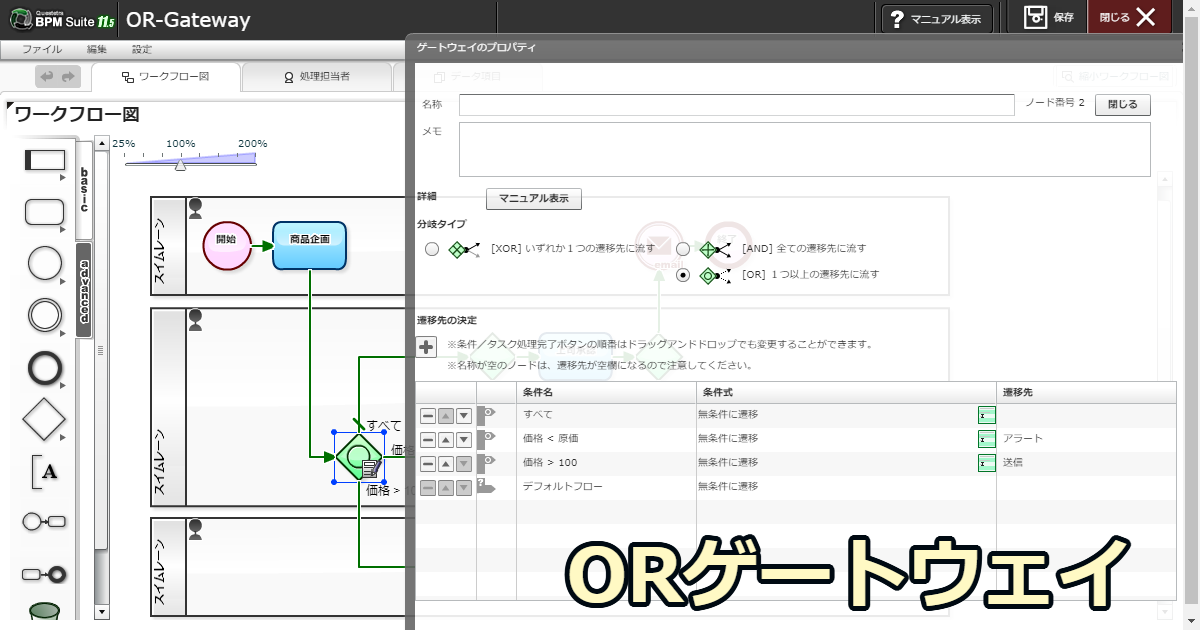 Questetra
BPM Suite 11.5
OR-Gateway
マニュアル表示
保存
閉じる
ファイル 編集 設定
ゲートウェイのプロパティ
ワークフロー図
処理担当者
データ項目
縮小ワークフロー図
ワークフロー図
名称
ノード番号 2
閉じる
メモ
25% 100% 200%
basic
advanced
詳細
マニュアル表示
分岐タイプ
[XOR] いずれか１つの遷移先に流す
[AND] 全ての遷移先に流す
[OR] １つ以上の遷移先に流す
email
スイムレーン
開始
商品企画
遷移先の決定
※条件／タスク処理完了ボタンの順番はドラッグアンドドロップでも変更することができます。
※名称が空のノードは、遷移先が空欄になるので注意してください。
条件名 条件式 遷移先
すべて 無条件に遷移
価格 < 原価 無条件に遷移 アラート
価格 > 100 無条件に遷移 送信
デフォルトフロー 無条件に遷移
スイムレーン
すべて
価格
価格 > 10
A
スイムレーン
ORゲートウェイ